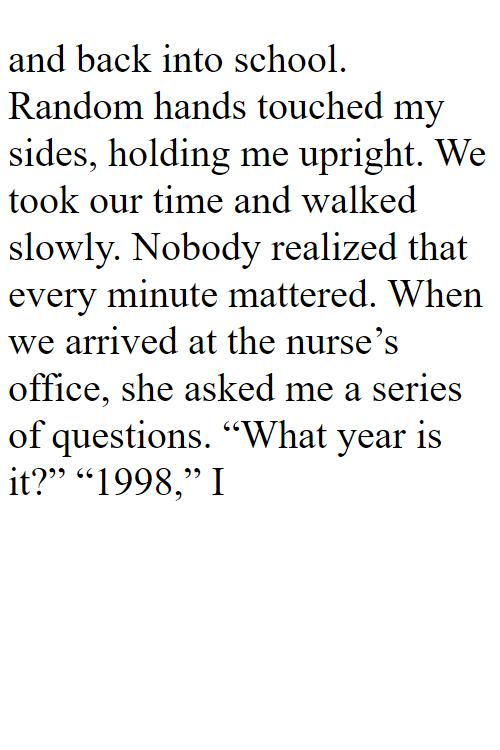 and back into school.
Random hands touched my
sides, holding me upright. We
took our time and walked
slowly. Nobody realized that
every minute mattered. When
we arrived at the nurse’s
office, she asked me a series
of questions. “What year is
it?” “1998,” I